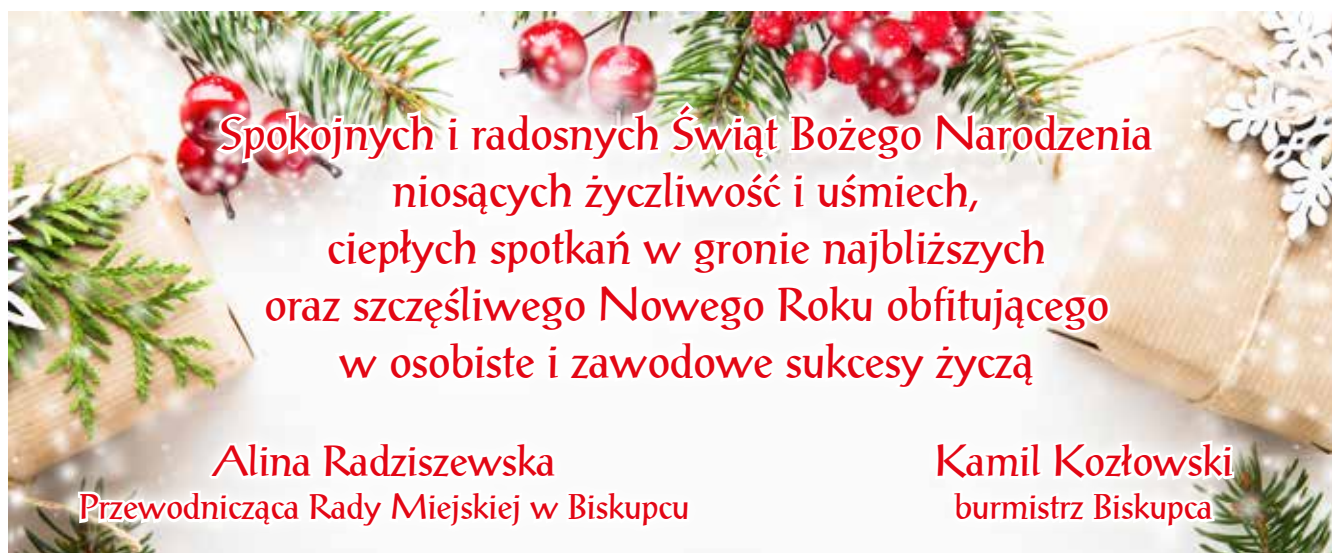 Spokojnych i radosnych Świąt Bożego Narodzenia
niosących życzliwość i uśmiech,
ciepłych spotkań w gronie najbliższych
oraz szczęśliwego Nowego Roku obfitującego
w osobiste i zawodowe sukcesy życzą
Alina Radziszewska
Przewodnicząca Rady Miejskiej w Biskupcu
Kamil Kozłowski
burmistrz Biskupca